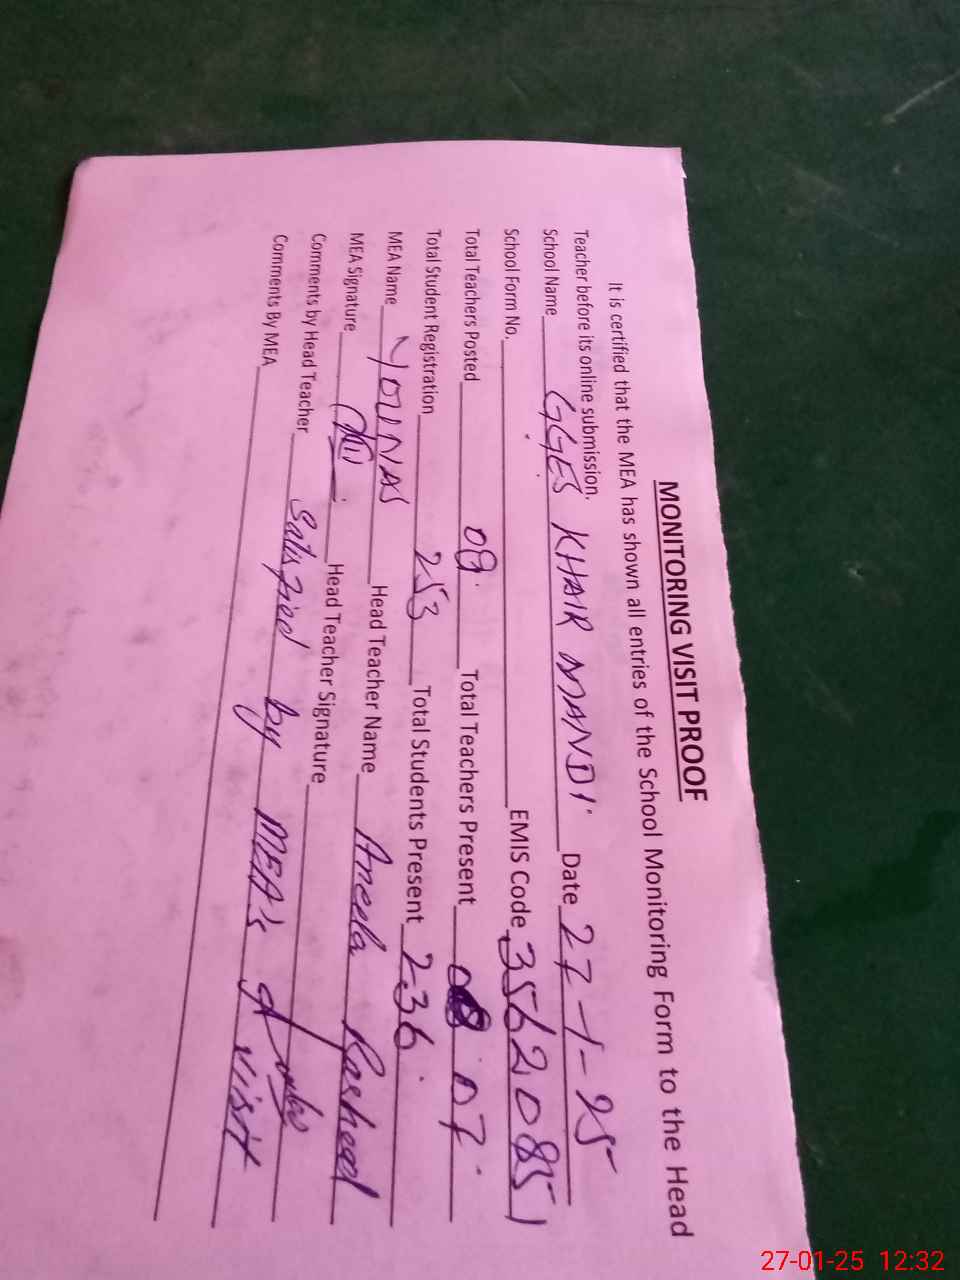 MONITORING VISIT PROOF
It is certified that the MEA has shown all entries of the School Monitoring Form to the Head
Teacher before its online submission.
School Name GGES KHAIR MANDI Date 27-1-25
School Form No. EMIS Code 35620851
Total Teachers Posted 08 Total Teachers Present 07
Total Student Registration 253 Total Students Present 236
MEA Name YOUNAS Head Teacher Name Aneela Rasheed
MEA Signature Head Teacher Signature
Comments by Head Teacher Satisfied by MEA's visit
Comments By MEA
27-01-25 12:32